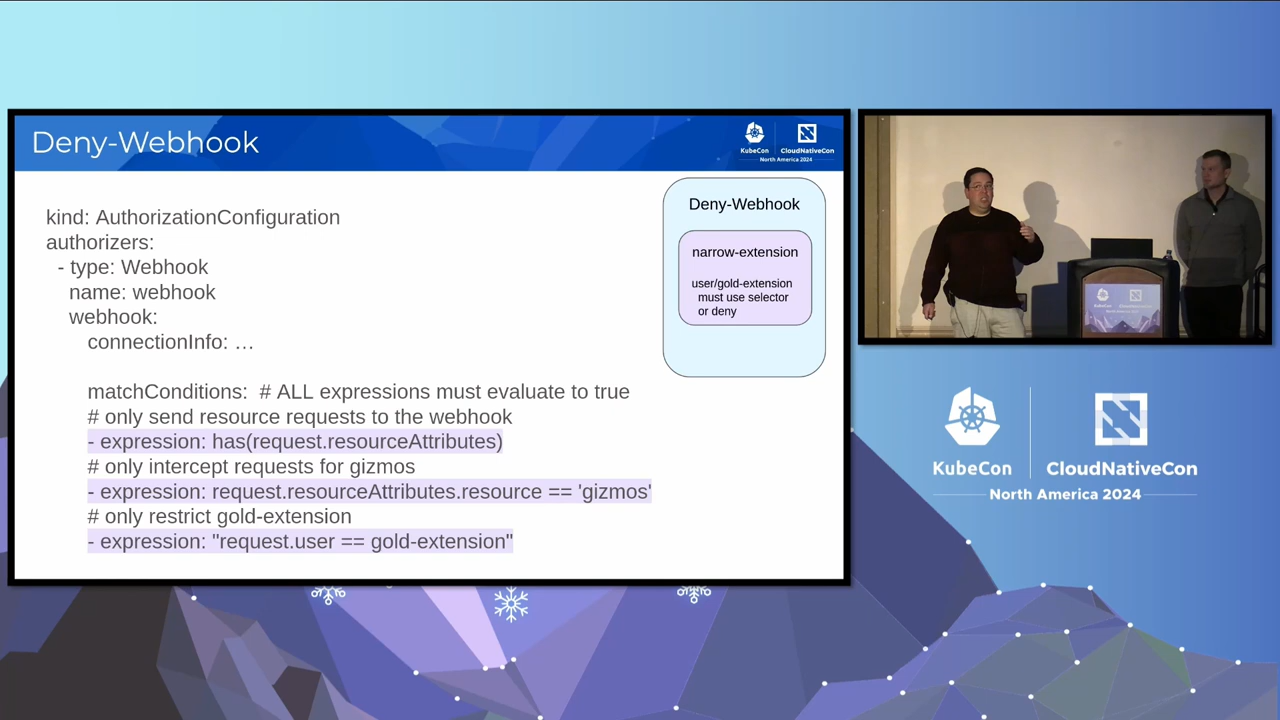 Deny-Webhook
KubeCon
CloudNativeCon
North America 2024
kind: AuthorizationConfiguration
authorizers:
- type: Webhook
name: webhook
webhook:
connectionInfo: …
matchConditions:  # ALL expressions must evaluate to true
# only send resource requests to the webhook
- expression: has(request.resourceAttributes)
# only intercept requests for gizmos
- expression: request.resourceAttributes.resource == 'gizmos'
# only restrict gold-extension
- expression: "request.user == gold-extension"
Deny-Webhook
narrow-extension
user/gold-extension
must use selector
or deny
KubeCon
CloudNativeCon
North America 2024